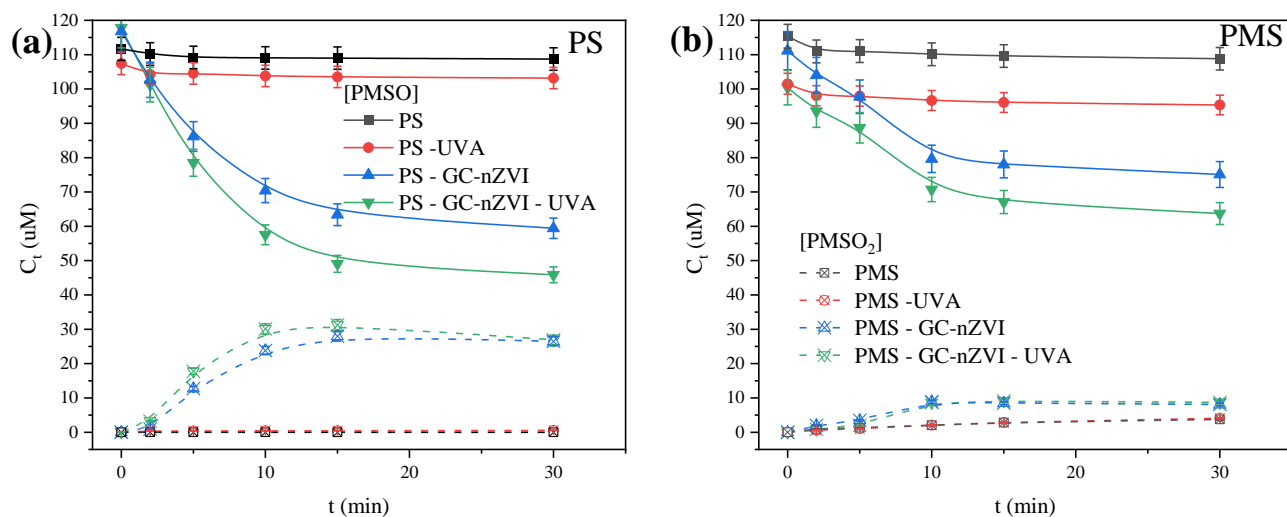 (a)
PS
120
110
100
90
80
70
60
50
40
30
20
10
0
C_t (uM)
[PMSO]
PS
PS -UVA
PS - GC-nZVI
PS - GC-nZVI - UVA
0
10
20
30
t (min)
(b)
PMS
120
110
100
90
80
70
60
50
40
30
20
10
0
C_t (uM)
[PMSO₂]
PMS
PMS -UVA
PMS - GC-nZVI
PMS - GC-nZVI - UVA
0
10
20
30
t (min)